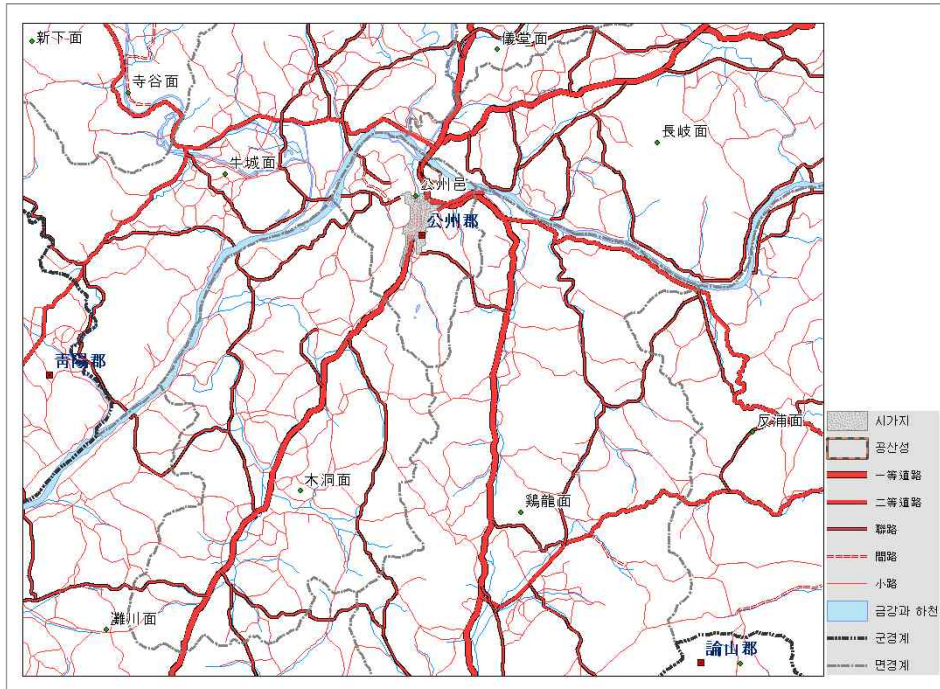 新下面
儀堂面
寺谷面
長岐面
牛城面
公州邑
公州郡
靑陽郡
反浦面
木洞面
鷄龍面
灘川面
論山郡
시가지
공산성
一等道路
二等道路
聯路
間路
小路
금강과 하천
군경계
면경계